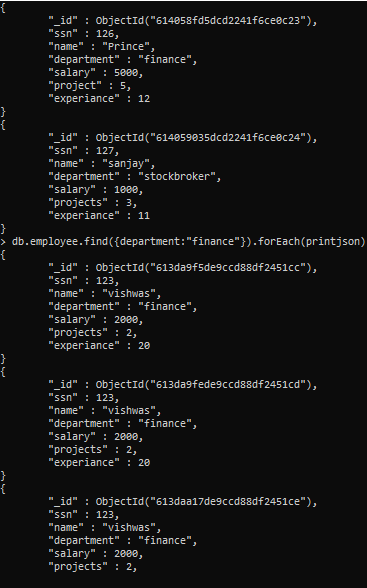 {
        "_id" : ObjectId("614058fd5dcd2241f6ce0c23"),
        "ssn" : 126,
        "name" : "Prince",
        "department" : "finance",
        "salary" : 5000,
        "project" : 5,
        "experiance" : 12
}
{
        "_id" : ObjectId("614059035dcd2241f6ce0c24"),
        "ssn" : 127,
        "name" : "sanjay",
        "department" : "stockbroker",
        "salary" : 1000,
        "projects" : 3,
        "experiance" : 11
}
> db.employee.find({department:"finance"}).forEach(printjson)
{
        "_id" : ObjectId("613da9f5de9ccd88df2451cc"),
        "ssn" : 123,
        "name" : "vishwas",
        "department" : "finance",
        "salary" : 2000,
        "projects" : 2,
        "experiance" : 20
}
{
        "_id" : ObjectId("613da9fede9ccd88df2451cd"),
        "ssn" : 123,
        "name" : "vishwas",
        "department" : "finance",
        "salary" : 2000,
        "projects" : 2,
        "experiance" : 20
}
{
        "_id" : ObjectId("613daa17de9ccd88df2451ce"),
        "ssn" : 123,
        "name" : "vishwas",
        "department" : "finance",
        "salary" : 2000,
        "projects" : 2,